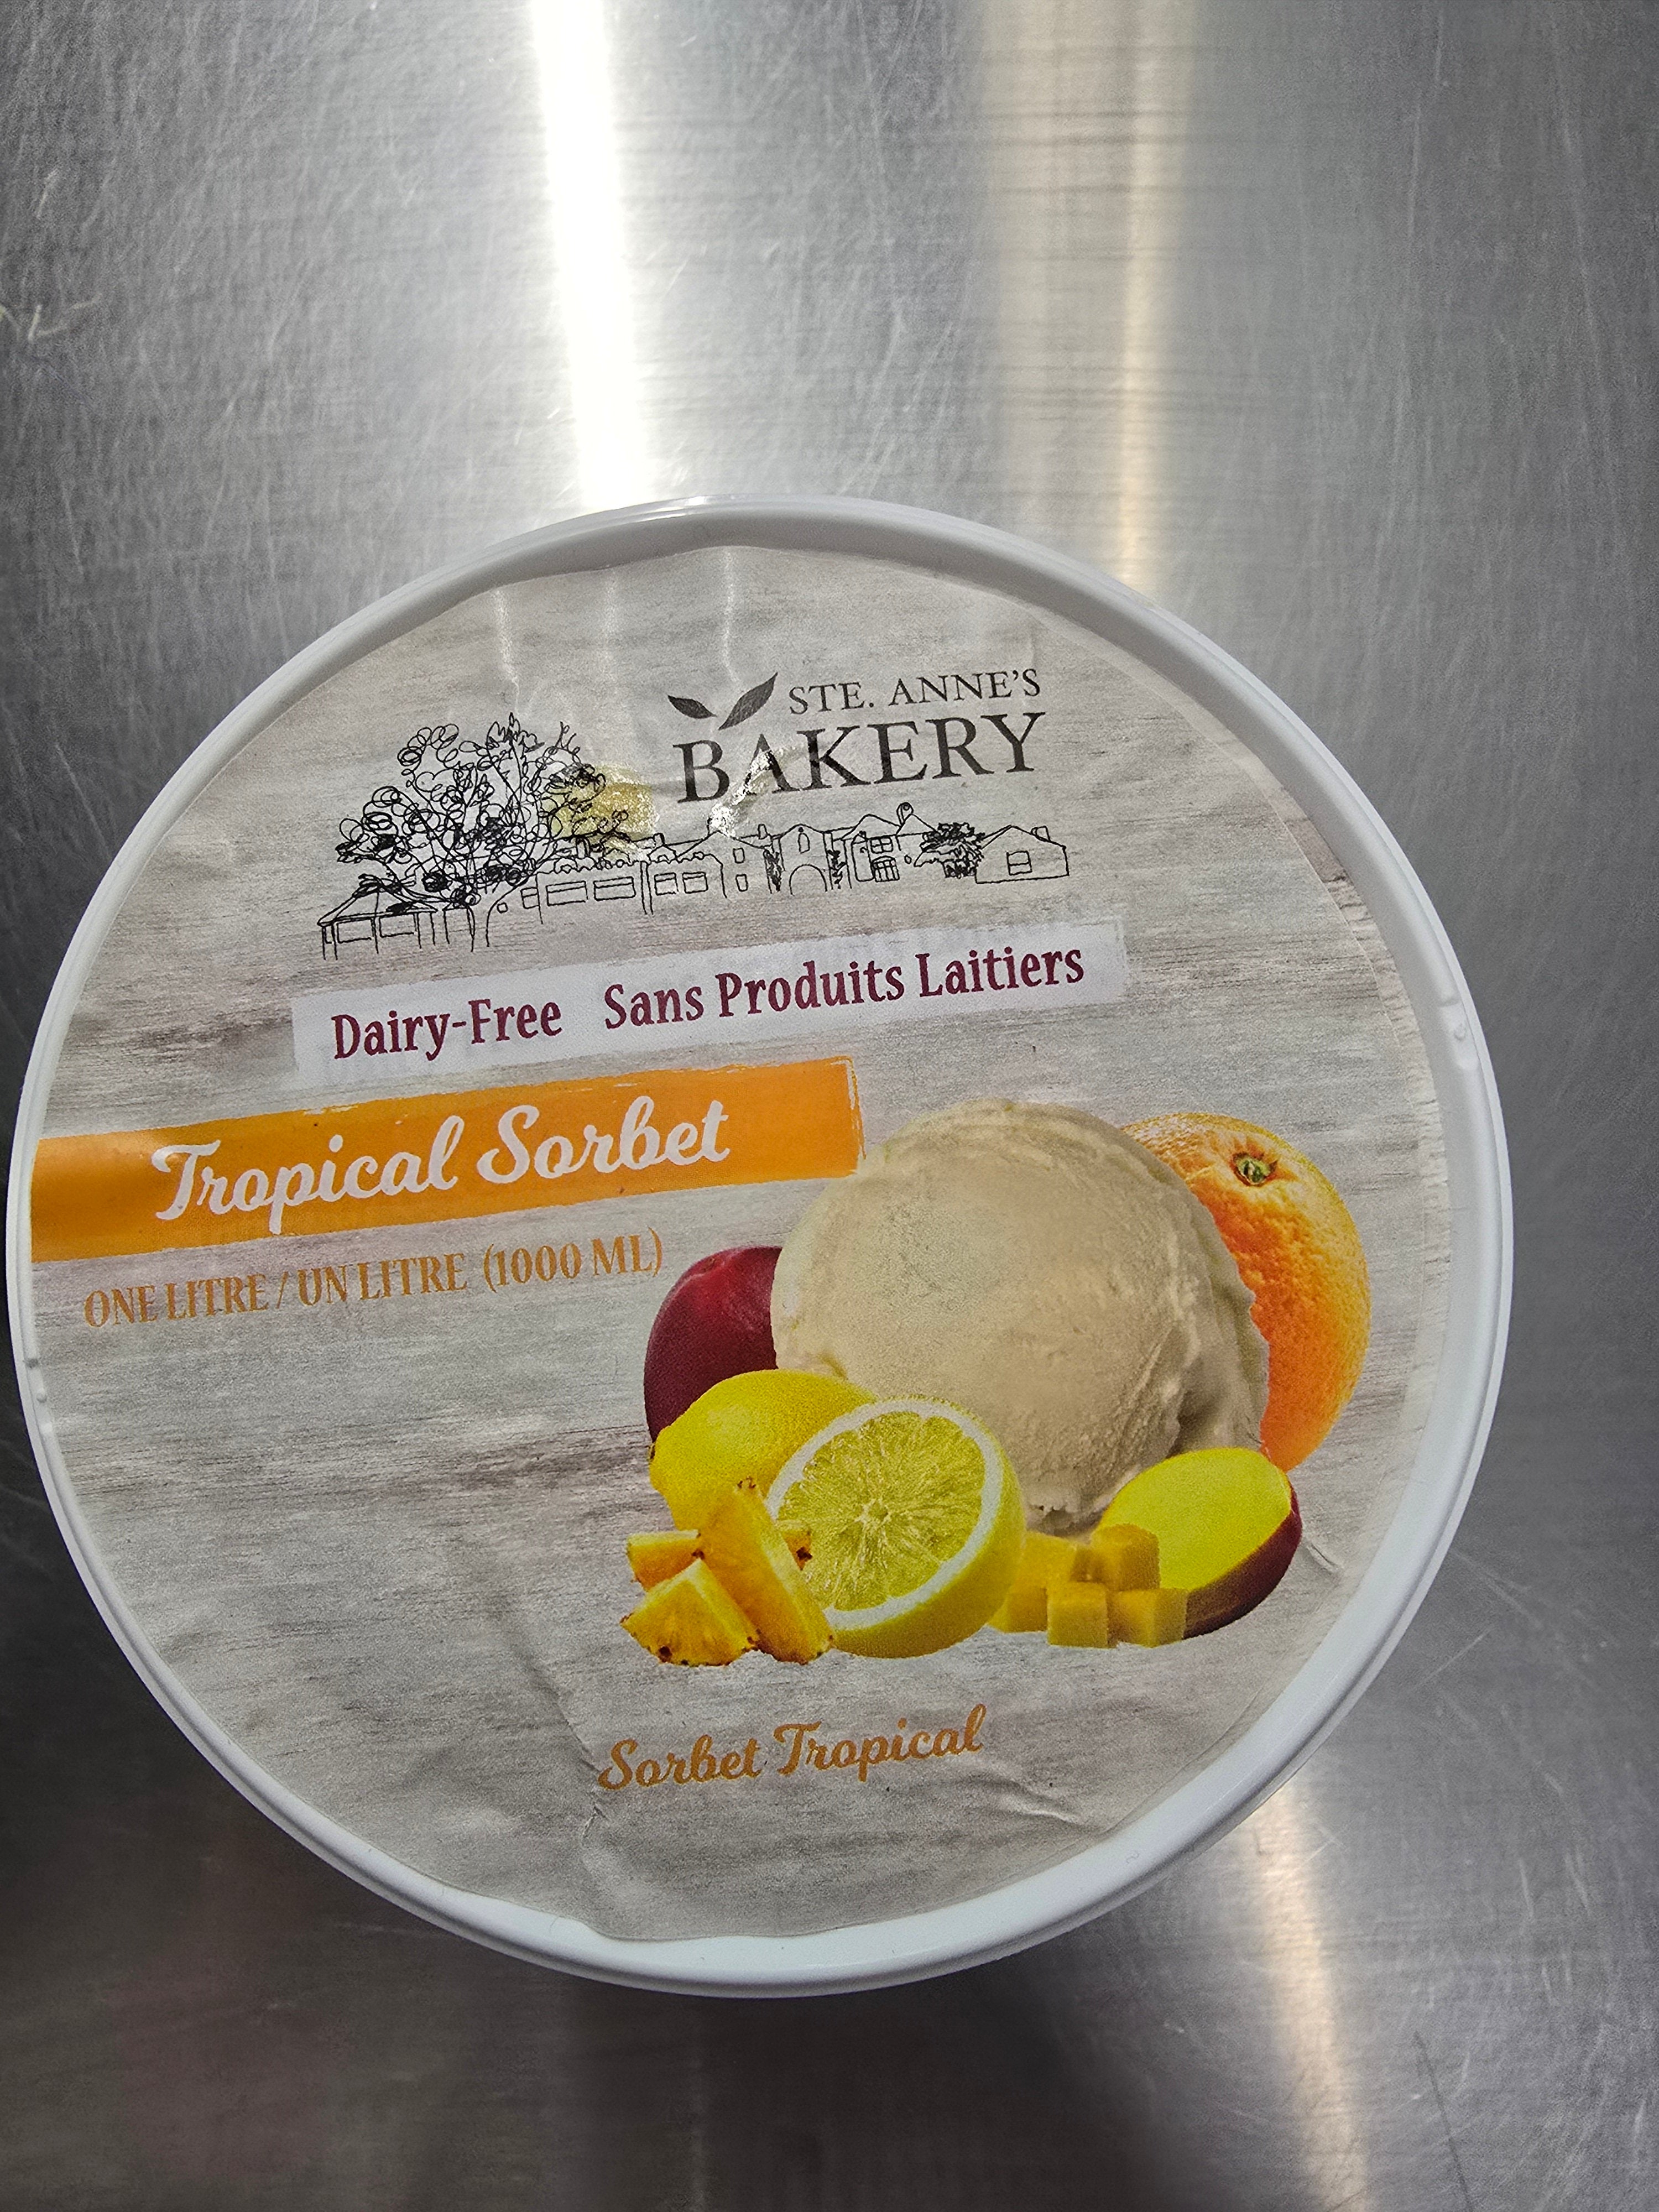 STE. ANNE'S
BAKERY
Dairy-Free Sans Produits Laitiers
Tropical Sorbet
ONE LITRE / UN LITRE (1000 ML)
Sorbet Tropical